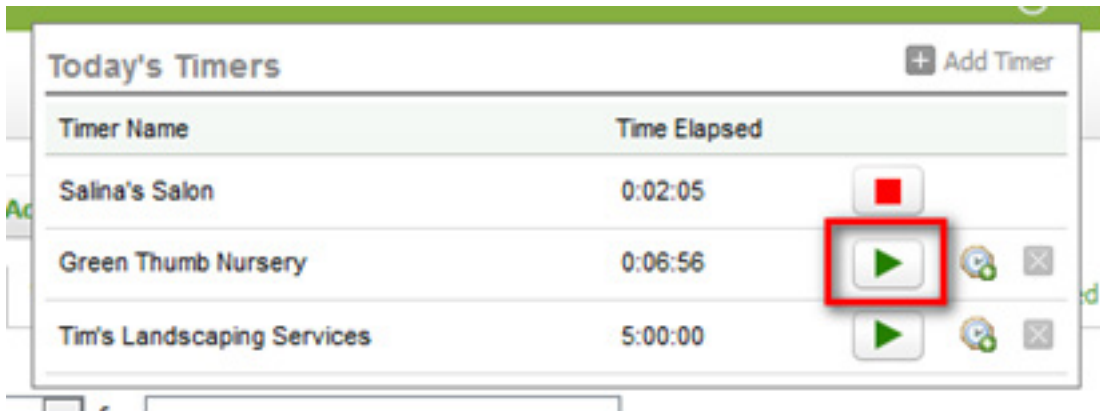 Today's Timers
Add Timer
Timer Name Time Elapsed
Salina's Salon 0:02:05
Green Thumb Nursery 0:06:56
Tim's Landscaping Services 5:00:00